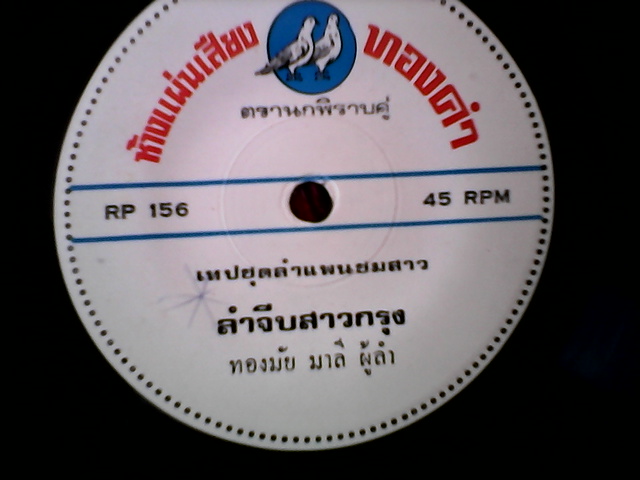 ห้างแผ่นเสียง ทองคำ
ตรานกพิราบคู่
RP 156
45 RPM
เทปชุดลำแพนชมสาว
ลำจีบสาวกรุง
ทองมัย มาลี ผู้ลำ